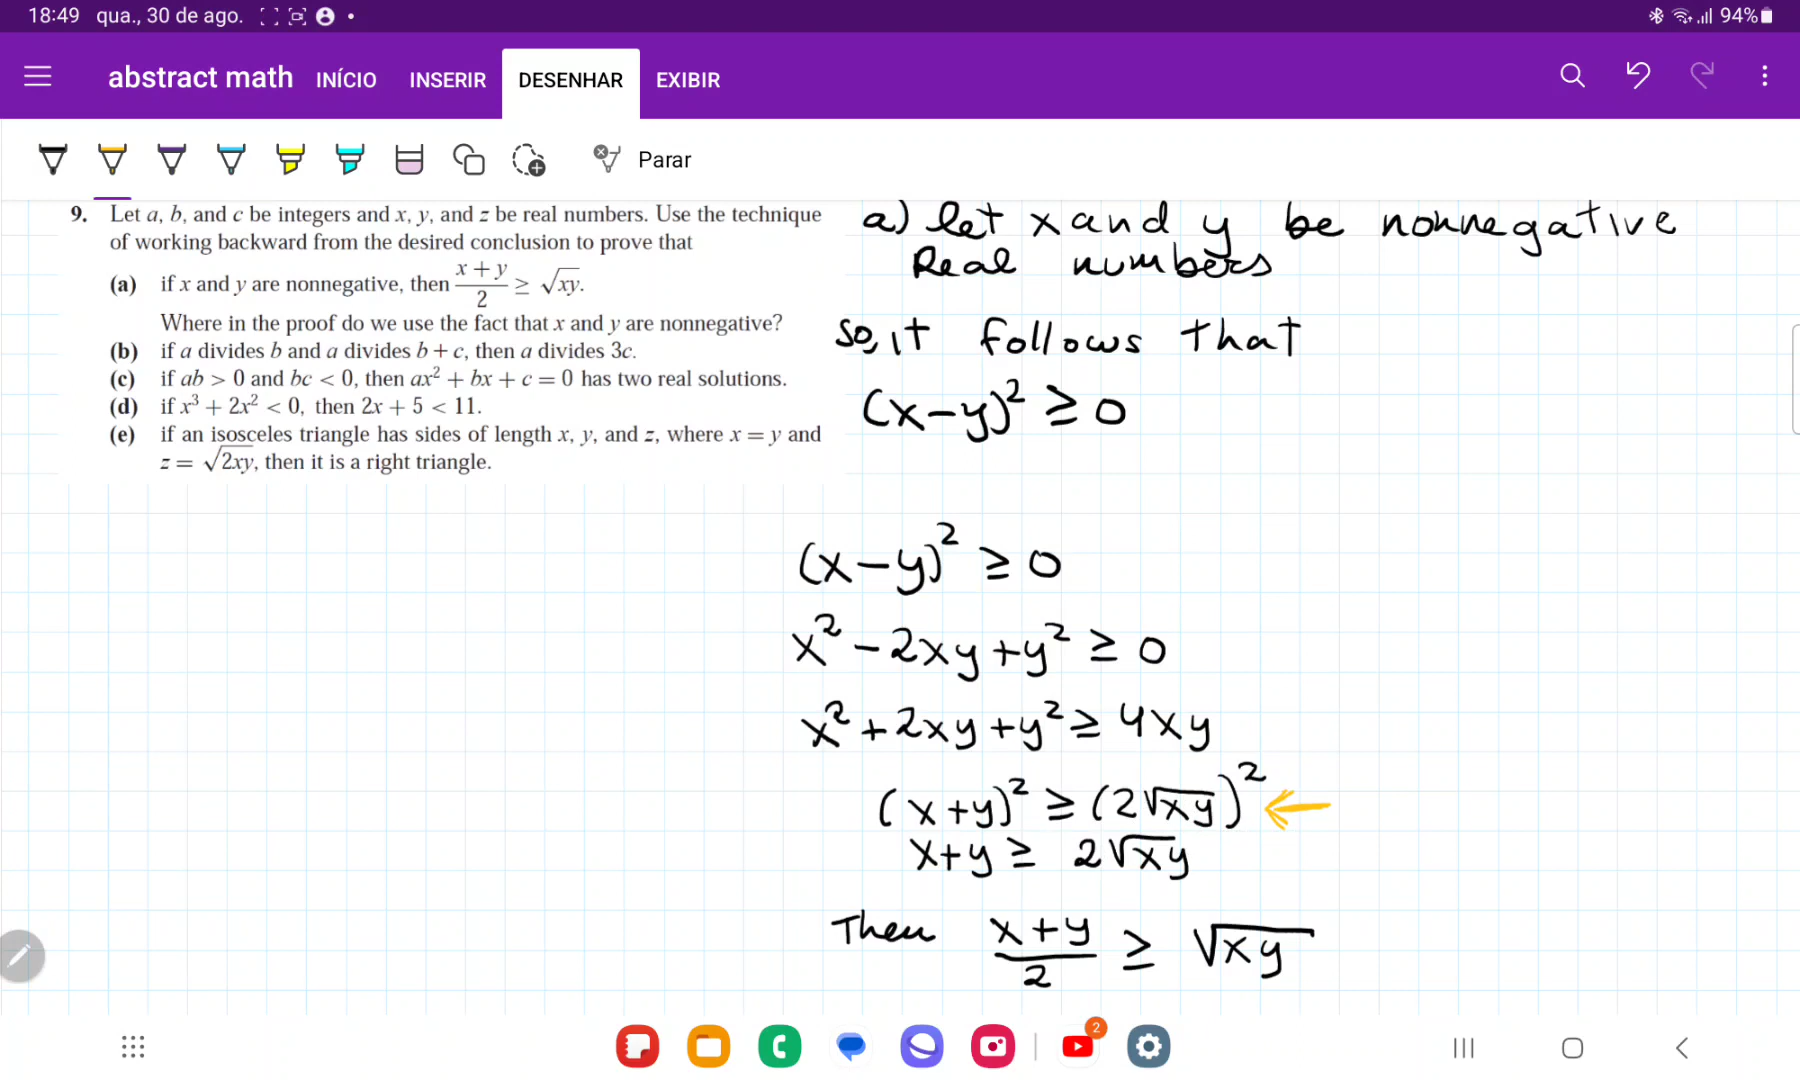 18:49 qua., 30 de ago. 94%
abstract math INÍCIO INSERIR DESENHAR EXIBIR
Parar
9. Let a, b, and c be integers and x, y, and z be real numbers. Use the technique
of working backward from the desired conclusion to prove that
(a) if x and y are nonnegative, then (x + y)/2 ≥ √xy.
Where in the proof do we use the fact that x and y are nonnegative?
(b) if a divides b and a divides b + c, then a divides 3c.
(c) if ab > 0 and bc < 0, then ax² + bx + c = 0 has two real solutions.
(d) if x³ + 2x² < 0, then 2x + 5 < 11.
(e) if an isosceles triangle has sides of length x, y, and z, where x = y and
z = √2xy, then it is a right triangle.
a) let x and y be nonnegative
Real numbers
So, it follows that
(x-y)² ≥ 0
(x-y)² ≥ 0
x² - 2xy + y² ≥ 0
x² + 2xy + y² ≥ 4xy
(x+y)² ≥ (2√xy)²
x+y ≥ 2√xy
Then (x+y)/2 ≥ √xy
2